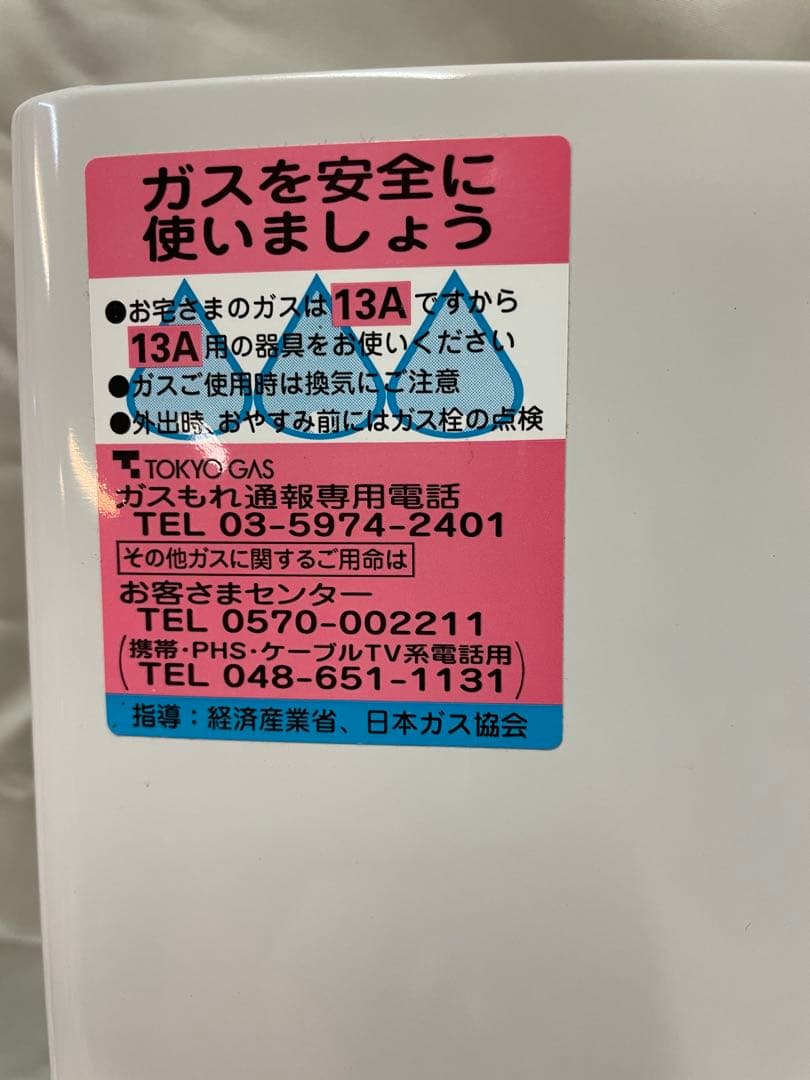 ガスを安全に
使いましょう
●お宅さまのガスは13Aですから
13A用の器具をお使いください
●ガスご使用時は換気にご注意
●外出時、おやすみ前にはガス栓の点検
TOKYO GAS
ガスもれ通報専用電話
TEL 03-5974-2401
その他ガスに関するご用命は
お客さまセンター
TEL 0570-002211
(携帯・PHS・ケーブルTV系電話用
TEL 048-651-1131)
指導:経済産業省、日本ガス協会